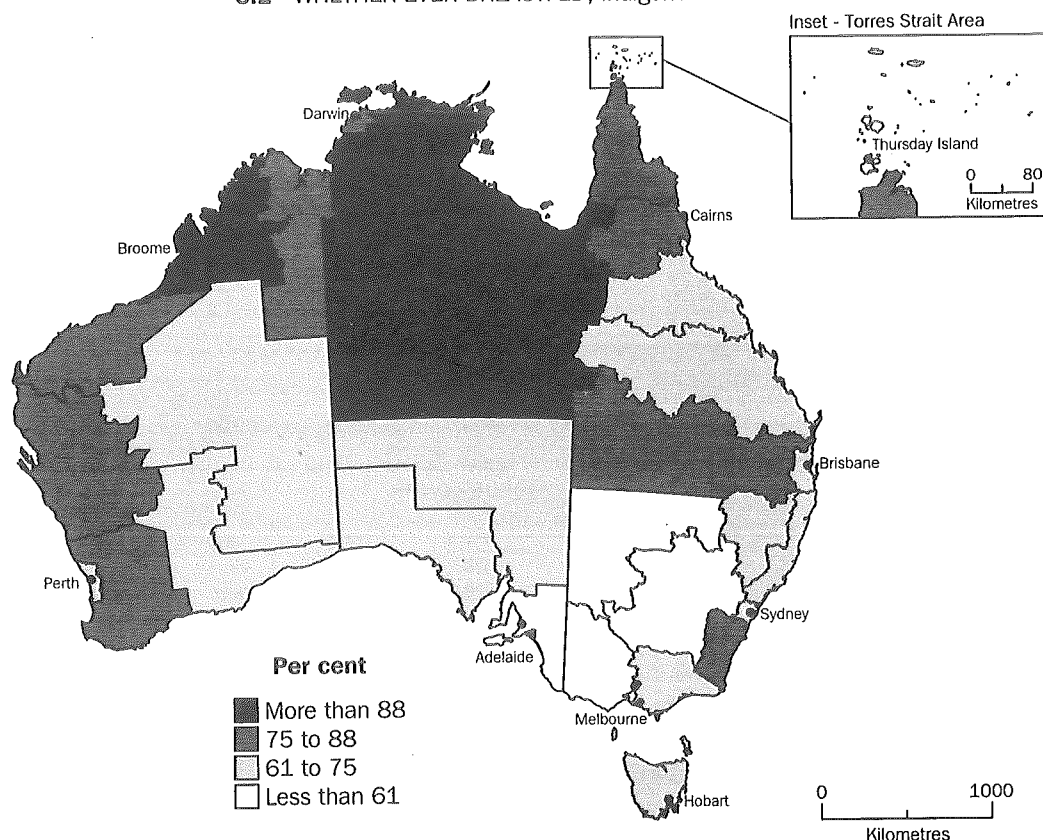 Inset - Torres Strait Area
Darwin
Thursday Island
0 80
Kilometres
Cairns
Broome
Brisbane
Perth
Sydney
Adelaide
Per cent
More than 88
75 to 88
61 to 75
Less than 61
Melbourne
Hobart
0 1000
Kilometres